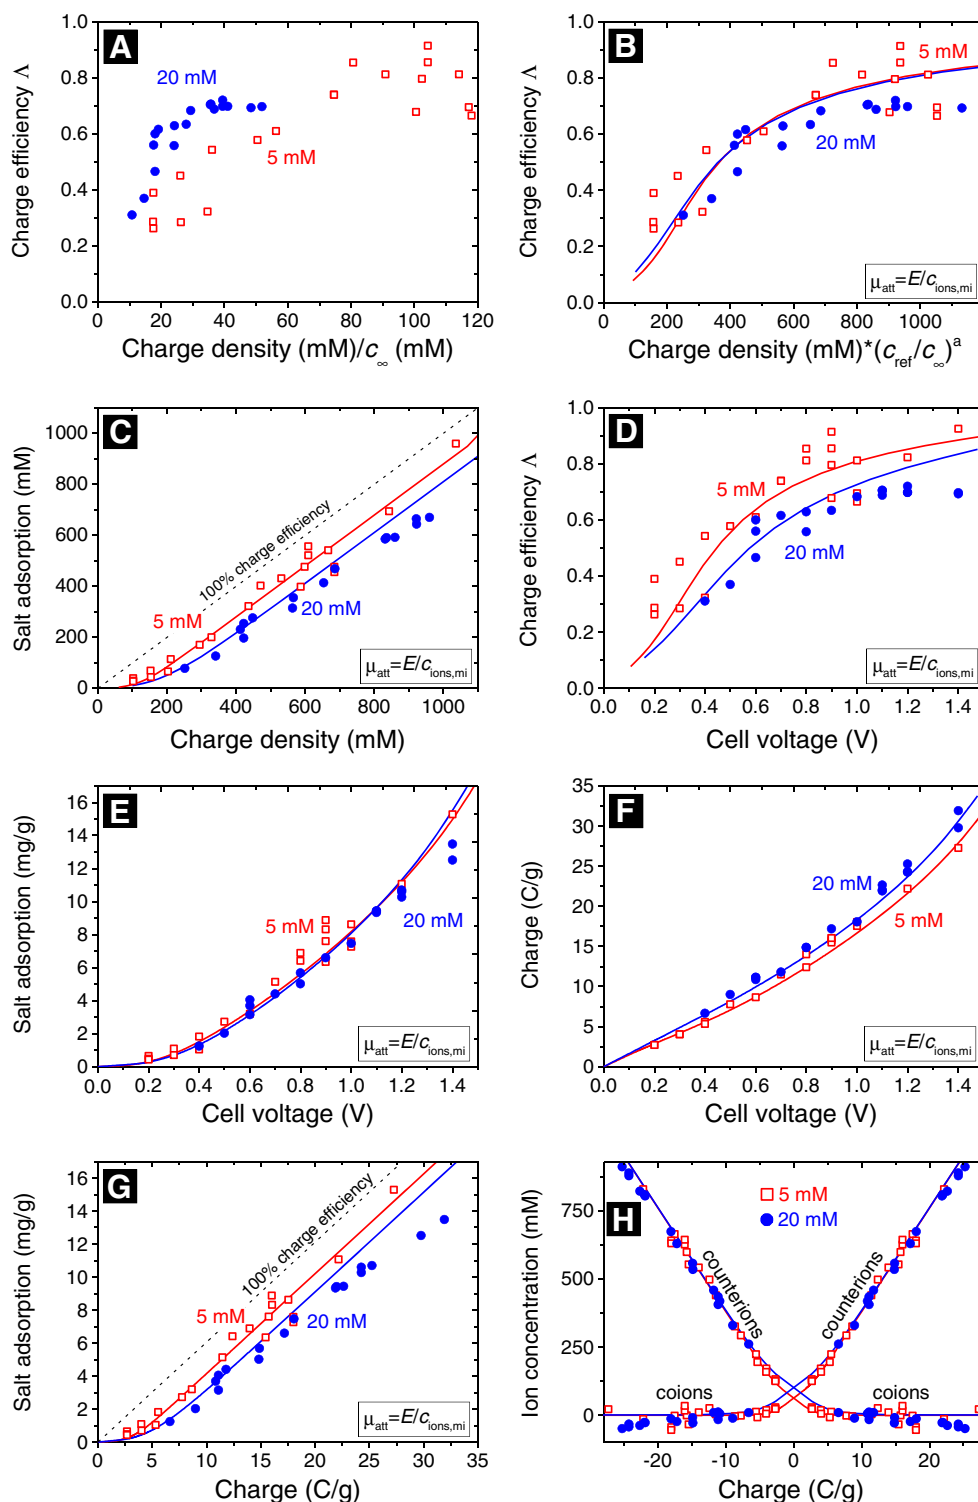 A
1.0
0.8
0.6
0.4
0.2
0.0
Charge efficiency Λ
20 mM
5 mM
0 20 40 60 80 100 120
Charge density (mM)/c∞ (mM)
B
1.0
0.8
0.6
0.4
0.2
0.0
Charge efficiency Λ
5 mM
20 mM
μatt=E/cions,mi
0 200 400 600 800 1000
Charge density (mM)*(cref/c∞)a
C
1000
800
600
400
200
0
Salt adsorption (mM)
100% charge efficiency
5 mM
20 mM
μatt=E/cions,mi
0 200 400 600 800 1000
Charge density (mM)
D
1.0
0.8
0.6
0.4
0.2
0.0
Charge efficiency Λ
5 mM
20 mM
μatt=E/cions,mi
0.0 0.2 0.4 0.6 0.8 1.0 1.2 1.4
Cell voltage (V)
E
16
14
12
10
8
6
4
2
0
Salt adsorption (mg/g)
5 mM
20 mM
μatt=E/cions,mi
0.0 0.2 0.4 0.6 0.8 1.0 1.2 1.4
Cell voltage (V)
F
35
30
25
20
15
10
5
0
Charge (C/g)
20 mM
5 mM
μatt=E/cions,mi
0.0 0.2 0.4 0.6 0.8 1.0 1.2 1.4
Cell voltage (V)
G
16
14
12
10
8
6
4
2
0
Salt adsorption (mg/g)
100% charge efficiency
5 mM
20 mM
μatt=E/cions,mi
0 5 10 15 20 25 30 35
Charge (C/g)
H
750
500
250
0
Ion concentration (mM)
5 mM
20 mM
counterions
counterions
coions
coions
-20 -10 0 10 20
Charge (C/g)